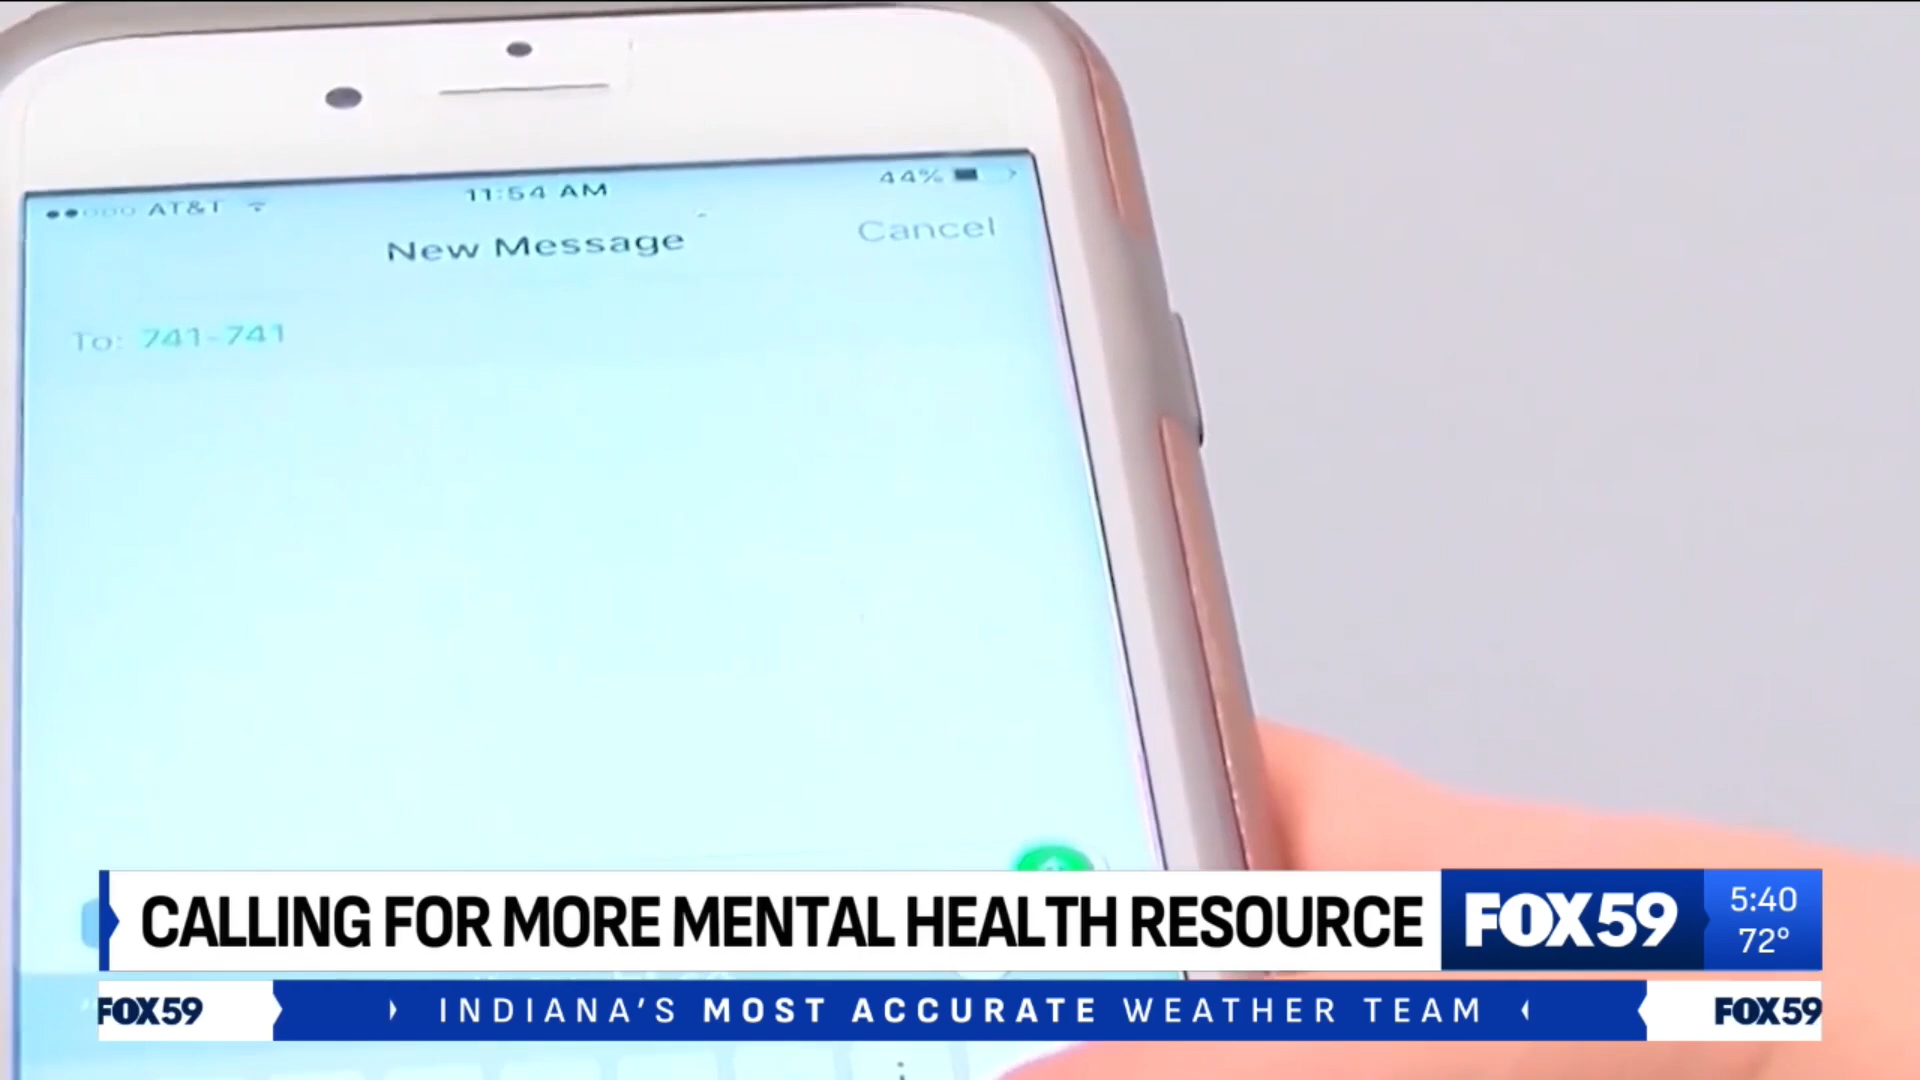 AT&T
11:54 AM
44%
New Message
Cancel
To: 741-741
CALLING FOR MORE MENTAL HEALTH RESOURCE
FOX59
5:40
72°
FOX59
INDIANA'S MOST ACCURATE WEATHER TEAM
FOX59